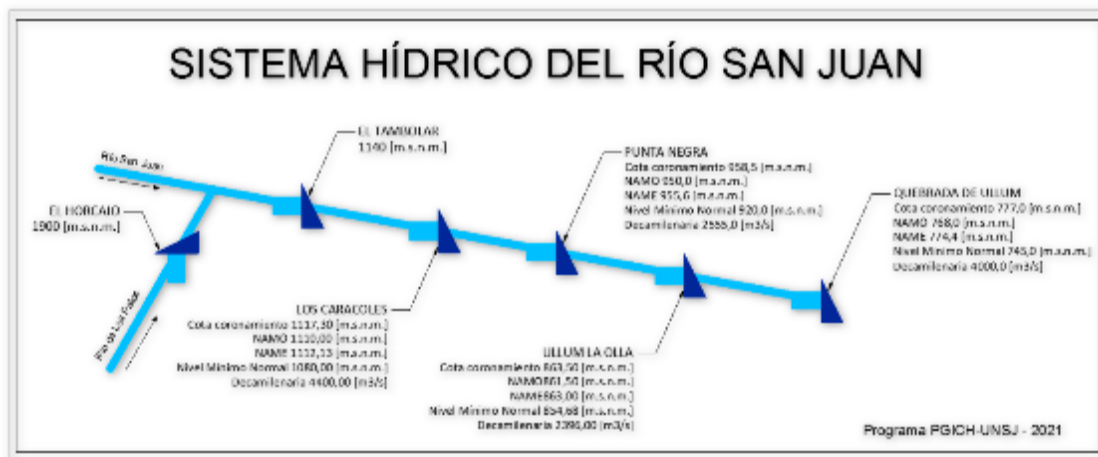 SISTEMA HÍDRICO DEL RÍO SAN JUAN
Río San Juan
EL TAMBOLAR
1140 [m.s.n.m.]
PUNTA NEGRA
Cota coronamiento 958,5 [m.s.n.m.]
NAMO 950,0 [m.s.n.m.]
NAME 955,6 [m.s.n.m.]
Nivel Mínimo Normal 920,0 [m.s.n.m.]
Decamilenaria 2555,0 [m3/s]
QUEBRADA DE ULLUM
Cota coronamiento 777,0 [m.s.n.m.]
NAMO 768,0 [m.s.n.m.]
NAME 774,4 [m.s.n.m.]
Nivel Mínimo Normal 745,0 [m.s.n.m.]
Decamilenaria 4000,0 [m3/s]
EL HORCAJO
1900 [m.s.n.m.]
Río de Los Patos
LOS CARACOLES
Cota coronamiento 1117,30 [m.s.n.m.]
NAMO 1110,00 [m.s.n.m.]
NAME 1112,13 [m.s.n.m.]
Nivel Mínimo Normal 1080,00 [m.s.n.m.]
Decamilenaria 4400,00 [m3/s]
ULLUM LA OLLA
Cota coronamiento 863,50 [m.s.n.m.]
NAMO861,50 [m.s.n.m.]
NAME863,00 [m.s.n.m.]
Nivel Mínimo Normal 854,68 [m.s.n.m.]
Decamilenaria 2396,00 [m3/s]
Programa PGICH-UNSJ - 2021